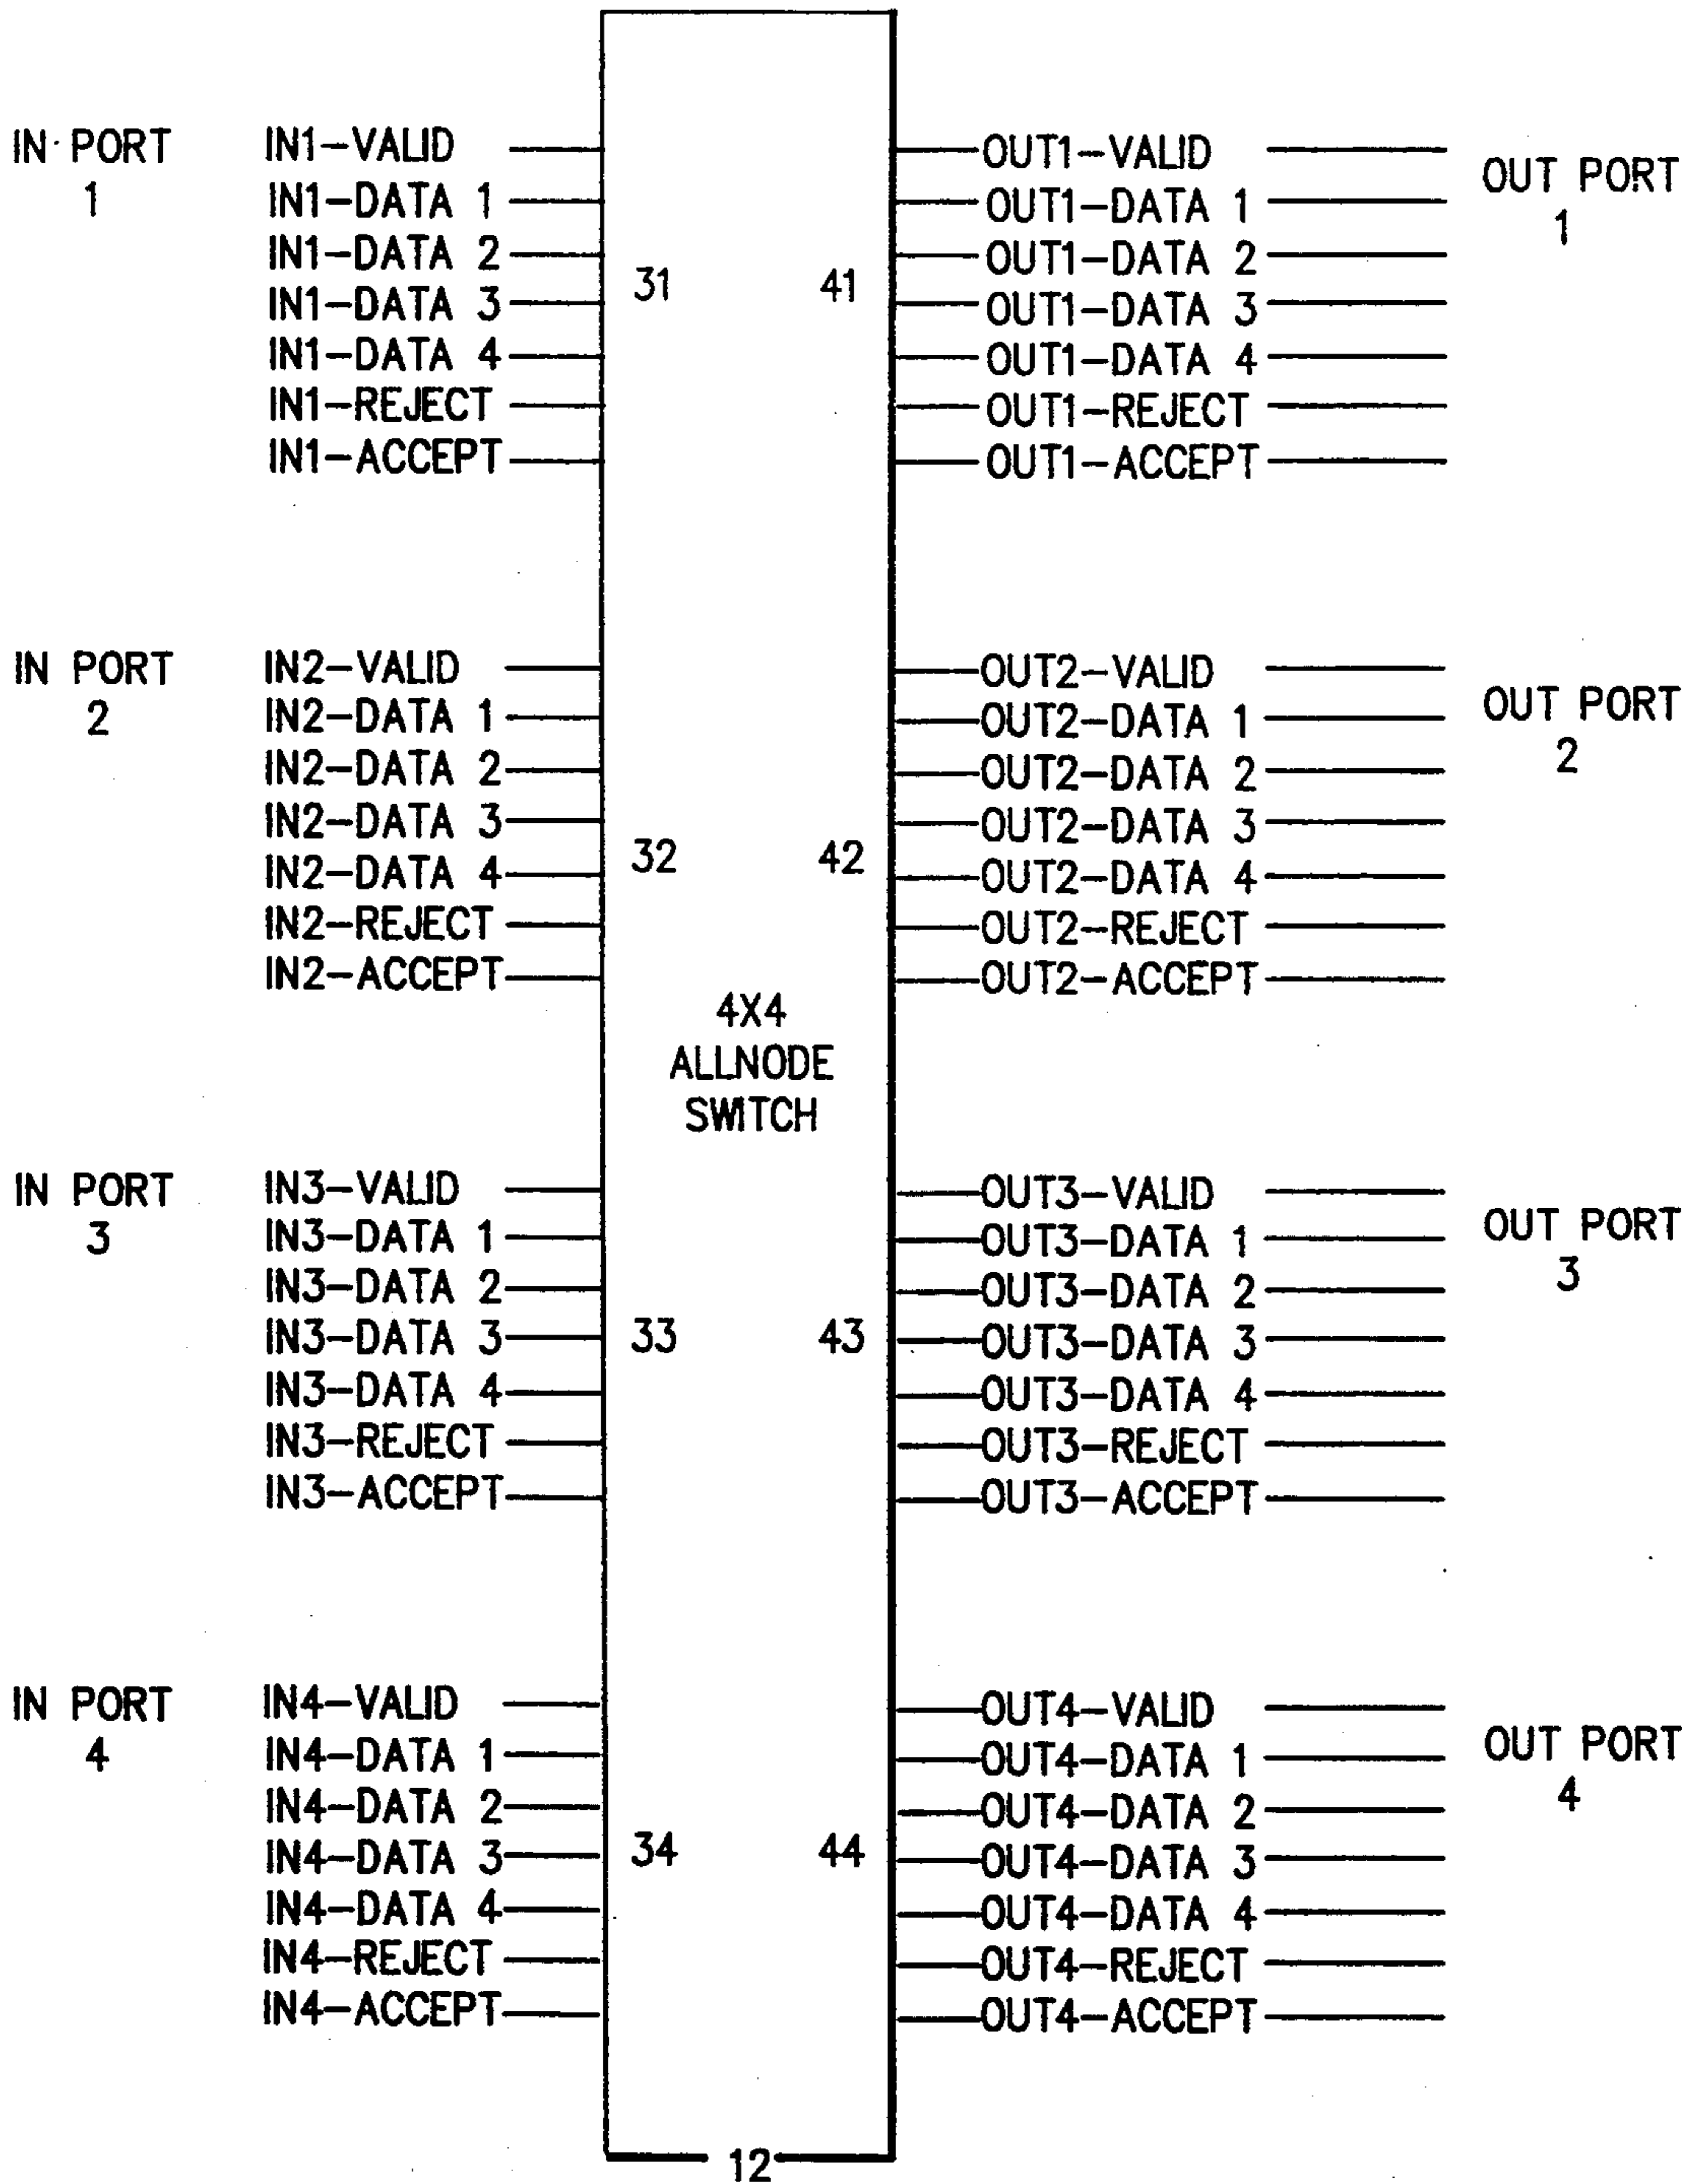 IN PORT
1
IN1-VALID
IN1-DATA 1
IN1-DATA 2
IN1-DATA 3
IN1-DATA 4
IN1-REJECT
IN1-ACCEPT
31
41
OUT1-VALID
OUT1-DATA 1
OUT1-DATA 2
OUT1-DATA 3
OUT1-DATA 4
OUT1-REJECT
OUT1-ACCEPT
OUT PORT
1
IN PORT
2
IN2-VALID
IN2-DATA 1
IN2-DATA 2
IN2-DATA 3
IN2-DATA 4
IN2-REJECT
IN2-ACCEPT
32
42
OUT2-VALID
OUT2-DATA 1
OUT2-DATA 2
OUT2-DATA 3
OUT2-DATA 4
OUT2-REJECT
OUT2-ACCEPT
OUT PORT
2
4X4
ALLNODE
SWITCH
IN PORT
3
IN3-VALID
IN3-DATA 1
IN3-DATA 2
IN3-DATA 3
IN3-DATA 4
IN3-REJECT
IN3-ACCEPT
33
43
OUT3-VALID
OUT3-DATA 1
OUT3-DATA 2
OUT3-DATA 3
OUT3-DATA 4
OUT3-REJECT
OUT3-ACCEPT
OUT PORT
3
IN PORT
4
IN4-VALID
IN4-DATA 1
IN4-DATA 2
IN4-DATA 3
IN4-DATA 4
IN4-REJECT
IN4-ACCEPT
34
44
OUT4-VALID
OUT4-DATA 1
OUT4-DATA 2
OUT4-DATA 3
OUT4-DATA 4
OUT4-REJECT
OUT4-ACCEPT
OUT PORT
4
12